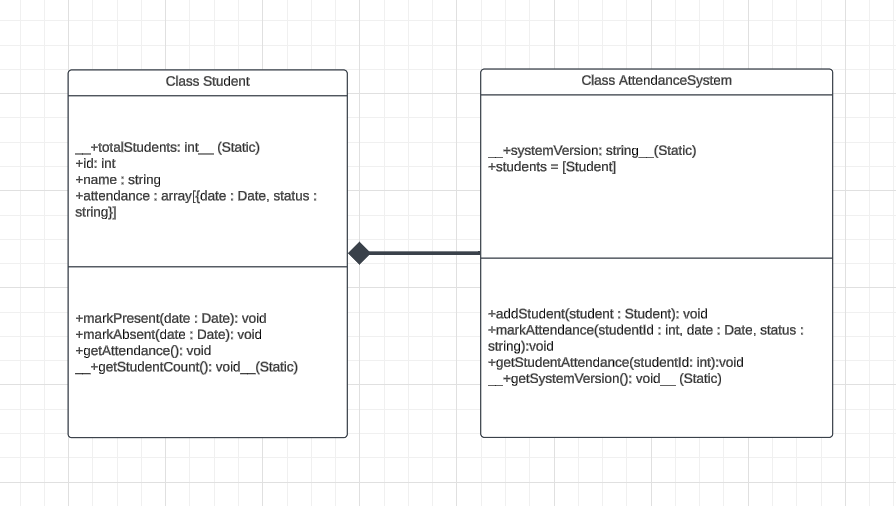 Class Student
__+totalStudents: int__ (Static)
+id: int
+name : string
+attendance : array[{date : Date, status :
string}]
+markPresent(date : Date): void
+markAbsent(date : Date): void
+getAttendance(): void
__+getStudentCount(): void__(Static)
Class AttendanceSystem
__+systemVersion: string__(Static)
+students = [Student]
+addStudent(student : Student): void
+markAttendance(studentId : int, date : Date, status :
string):void
+getStudentAttendance(studentId: int):void
__+getSystemVersion(): void__ (Static)